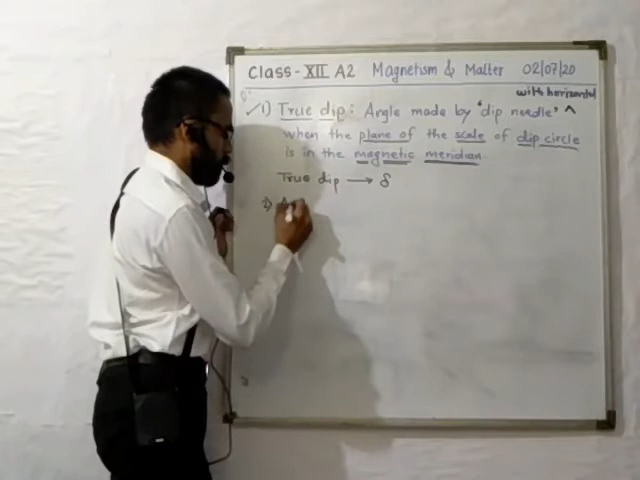 Class - XII A2 Magnetism & Matter 02/07/20
with horizontal
✓1) True dip: Angle made by 'dip needle' ^
when the plane of the scale of dip circle
is in the magnetic meridian.
True dip ⟶ δ
2)